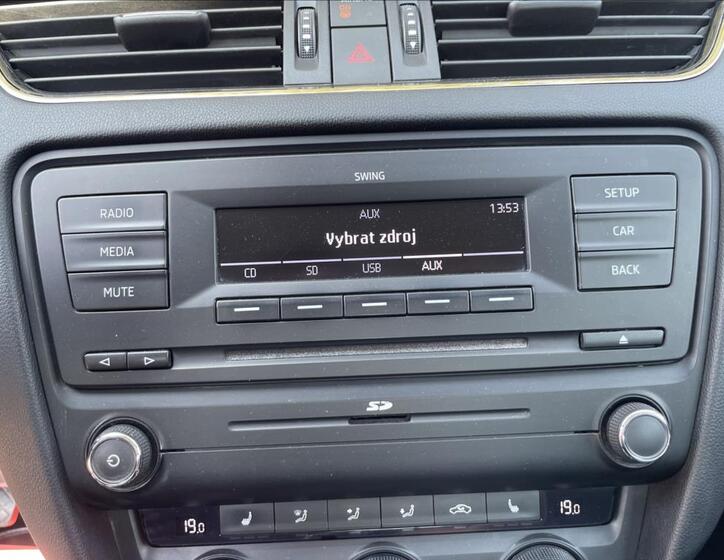 SWING
RADIO
MEDIA
MUTE
AUX 13:53
Vybrat zdroj
CD SD USB AUX
SETUP
CAR
BACK
SD
19.0 19.0